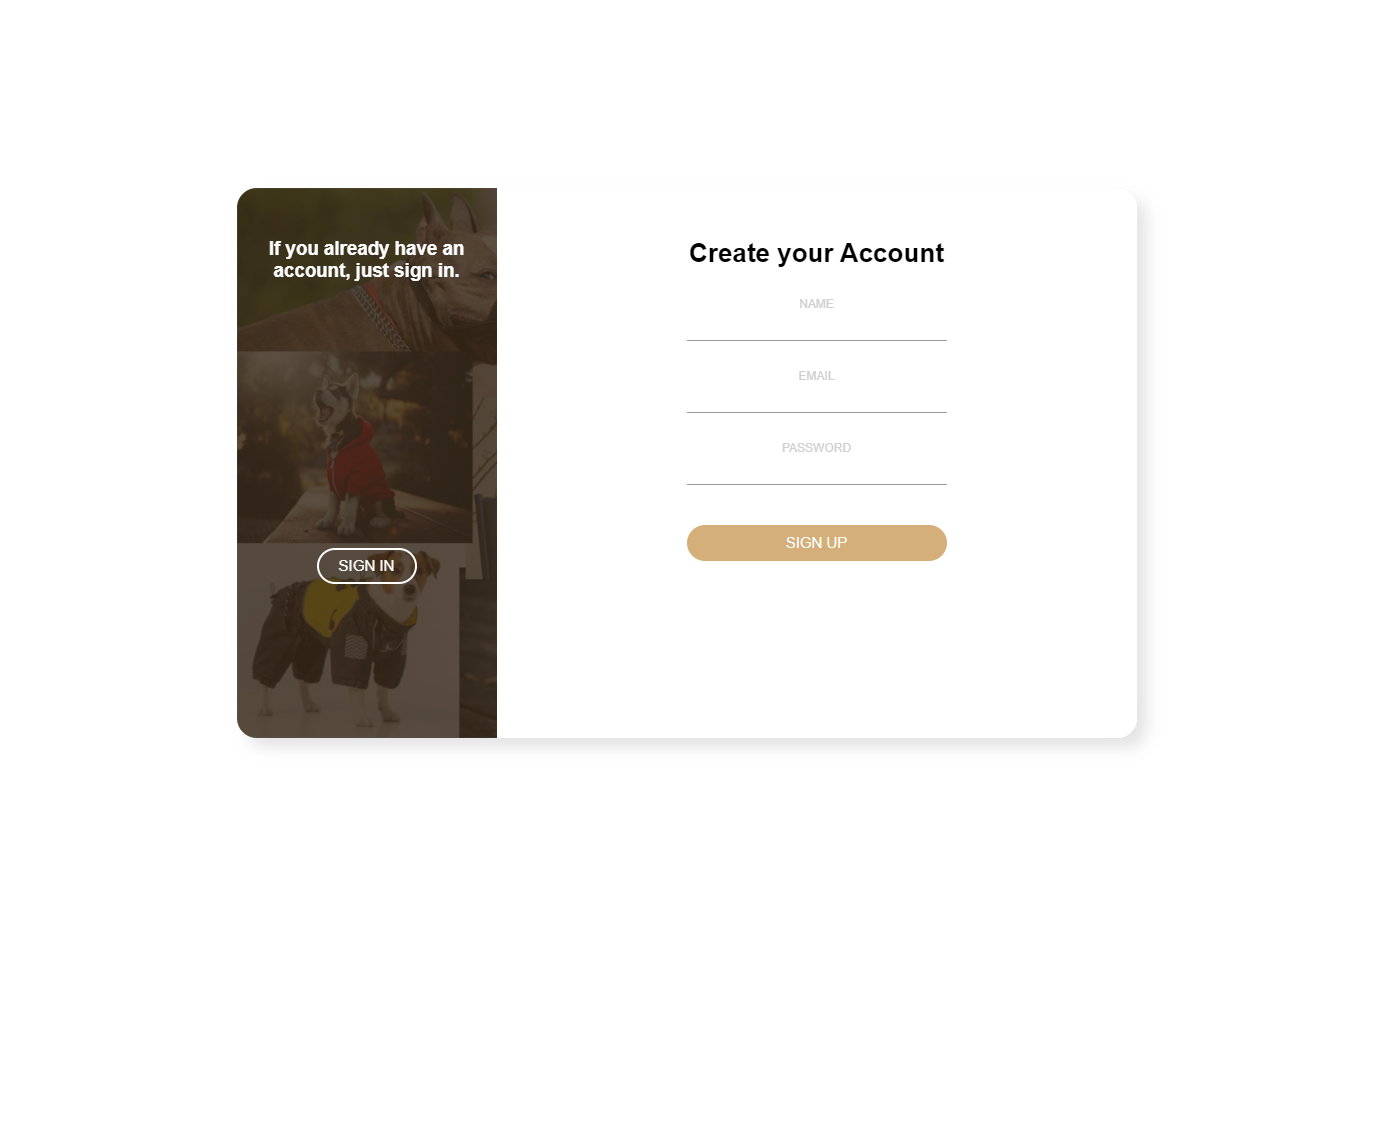 If you already have an
account, just sign in.
SIGN IN
Create your Account
NAME
EMAIL
PASSWORD
SIGN UP